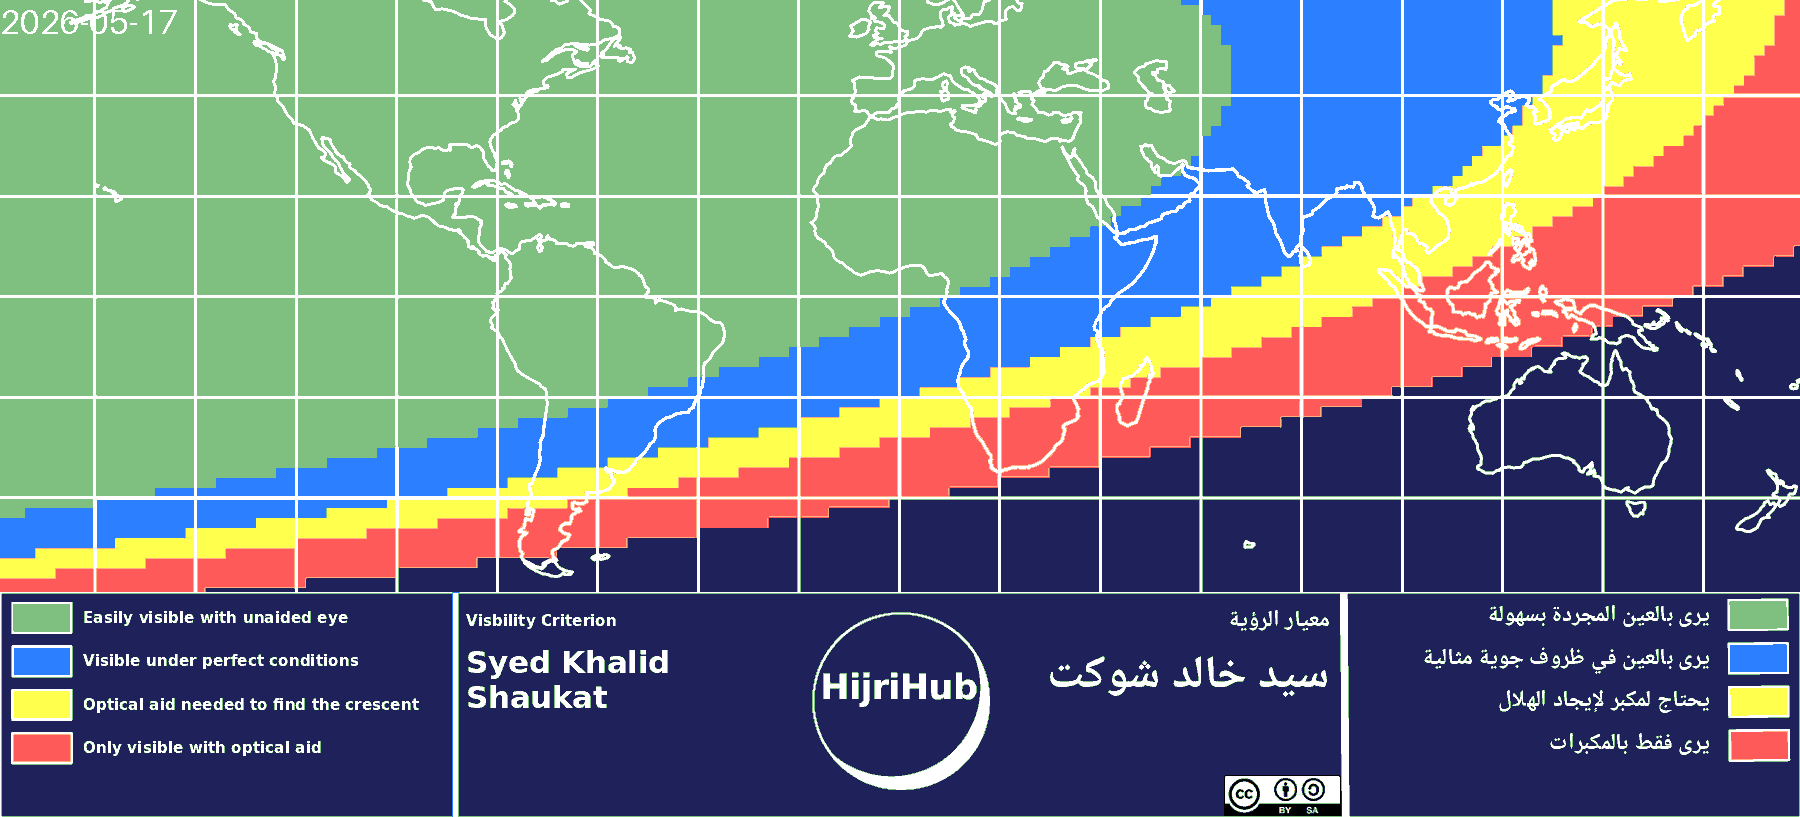 2026-05-17
Easily visible with unaided eye
Visible under perfect conditions
Optical aid needed to find the crescent
Only visible with optical aid
Visbility Criterion
Syed Khalid
Shaukat
HijriHub
معيار الرؤية
سيد خالد شوكت
cc
BY SA
يرى بالعين المجردة بسهولة
يرى بالعين في ظروف جوية مثالية
يحتاج لمكبر لإيجاد الهلال
يرى فقط بالمكبرات